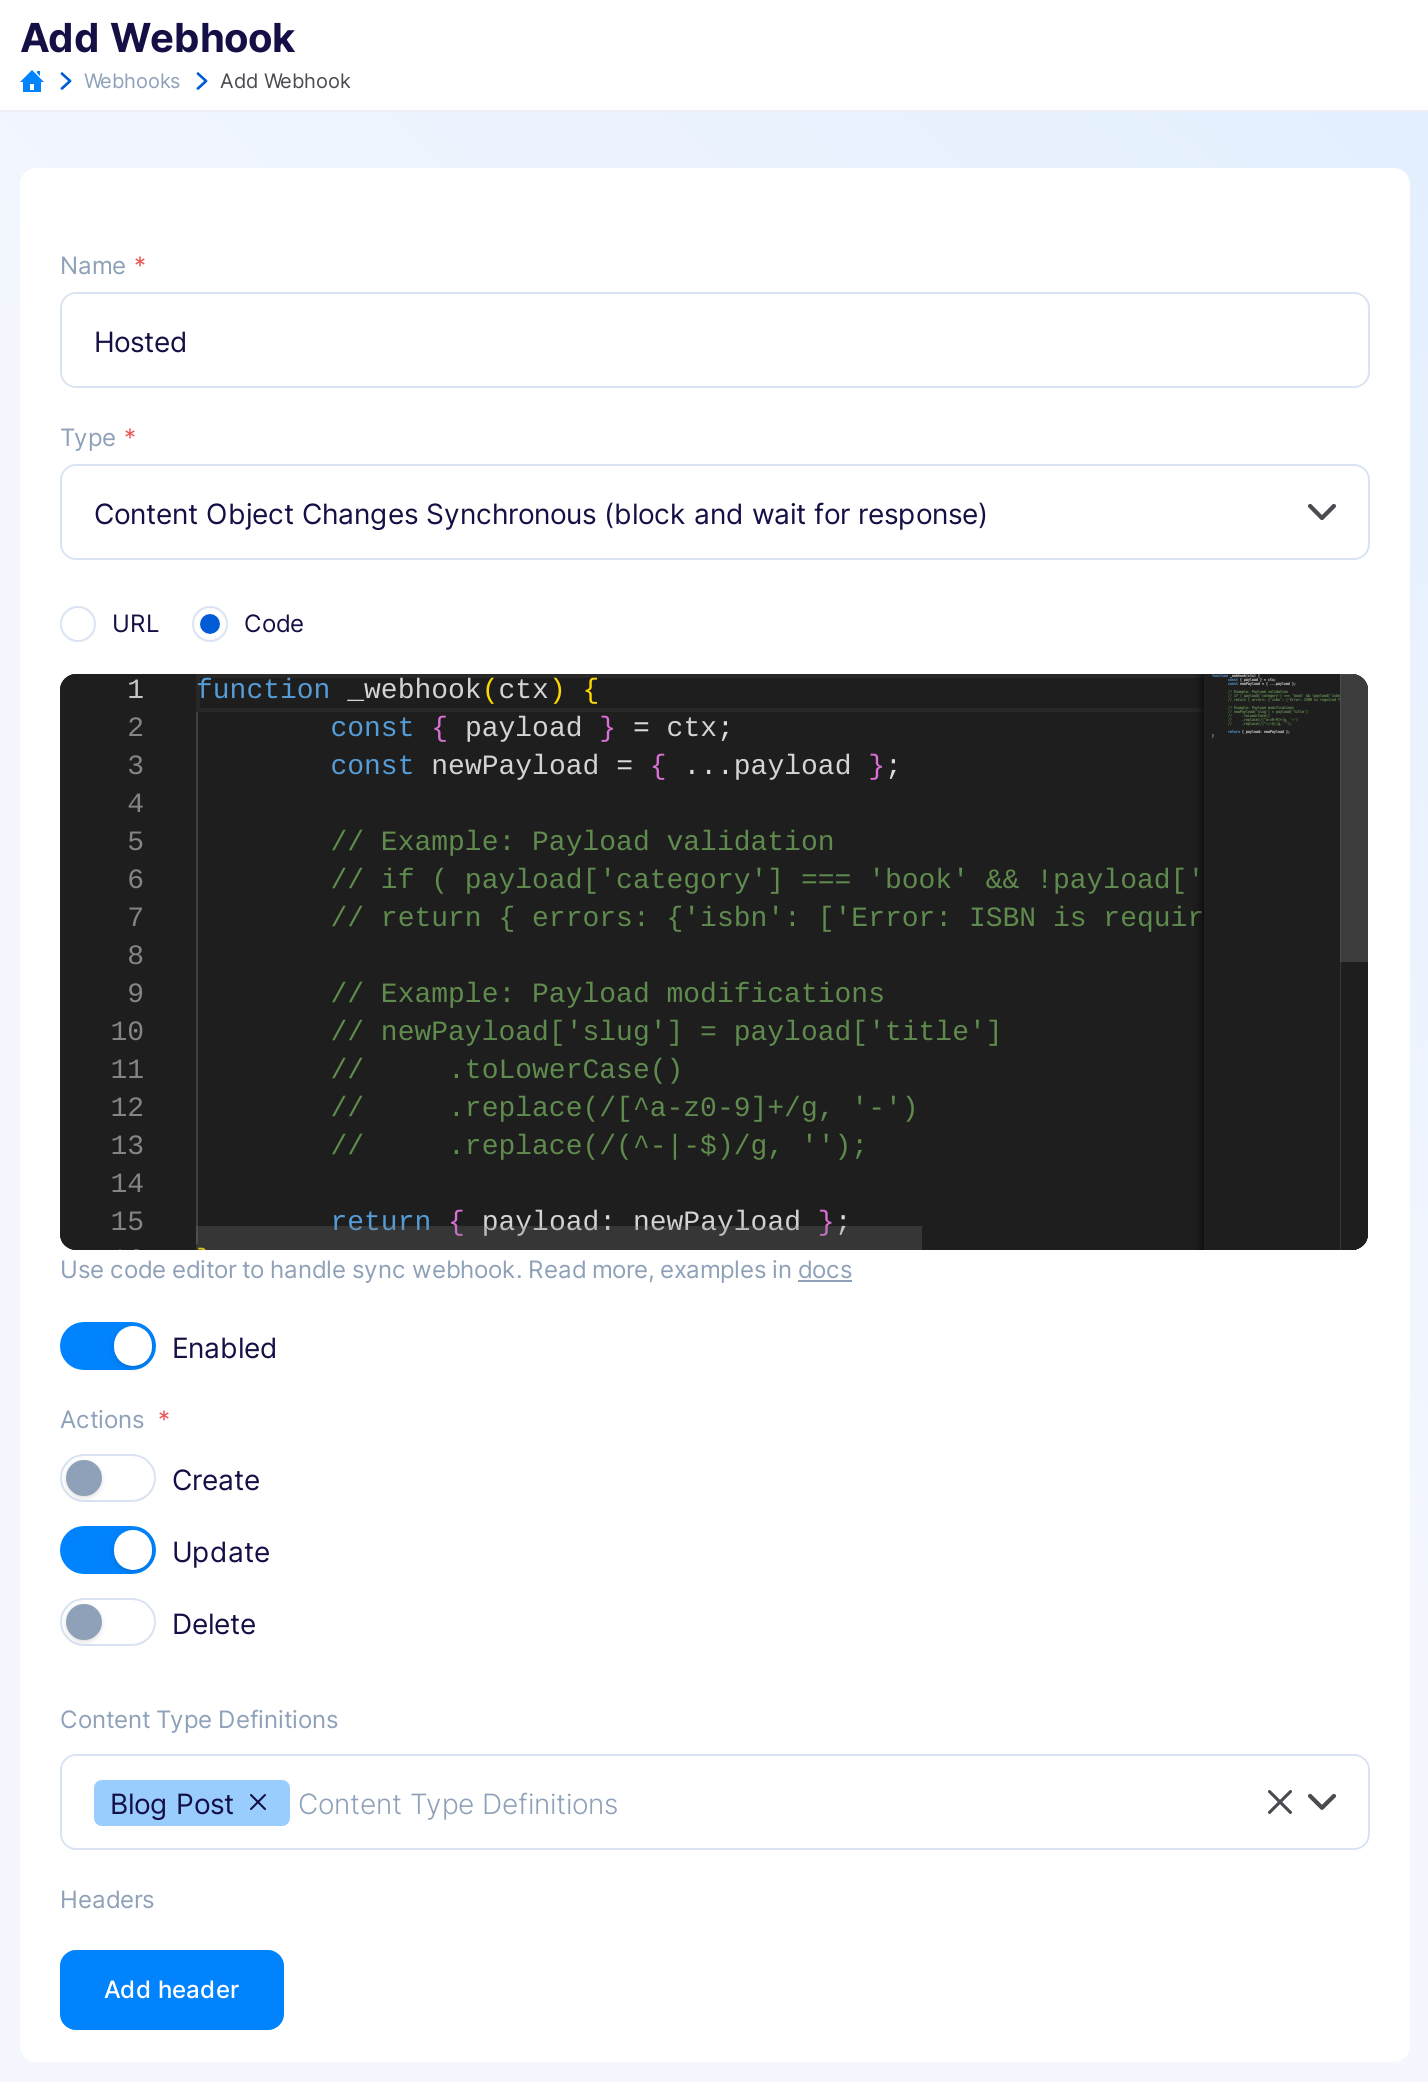 Add Webhook
Webhooks Add Webhook
Name *
Hosted
Type *
Content Object Changes Synchronous (block and wait for response)
URL Code
1 function _webhook(ctx) {
2 const { payload } = ctx;
3 const newPayload = { ...payload };
4
5 // Example: Payload validation
6 // if ( payload['category'] === 'book' && !payload['
7 // return { errors: {'isbn': ['Error: ISBN is requir
8
9 // Example: Payload modifications
10 // newPayload['slug'] = payload['title']
11 //     .toLowerCase()
12 //     .replace(/[^a-z0-9]+/g, '-')
13 //     .replace(/(^-|-$)/g, '');
14
15 return { payload: newPayload };
Use code editor to handle sync webhook. Read more, examples in docs
Enabled
Actions *
Create
Update
Delete
Content Type Definitions
Blog Post Content Type Definitions
Headers
Add header